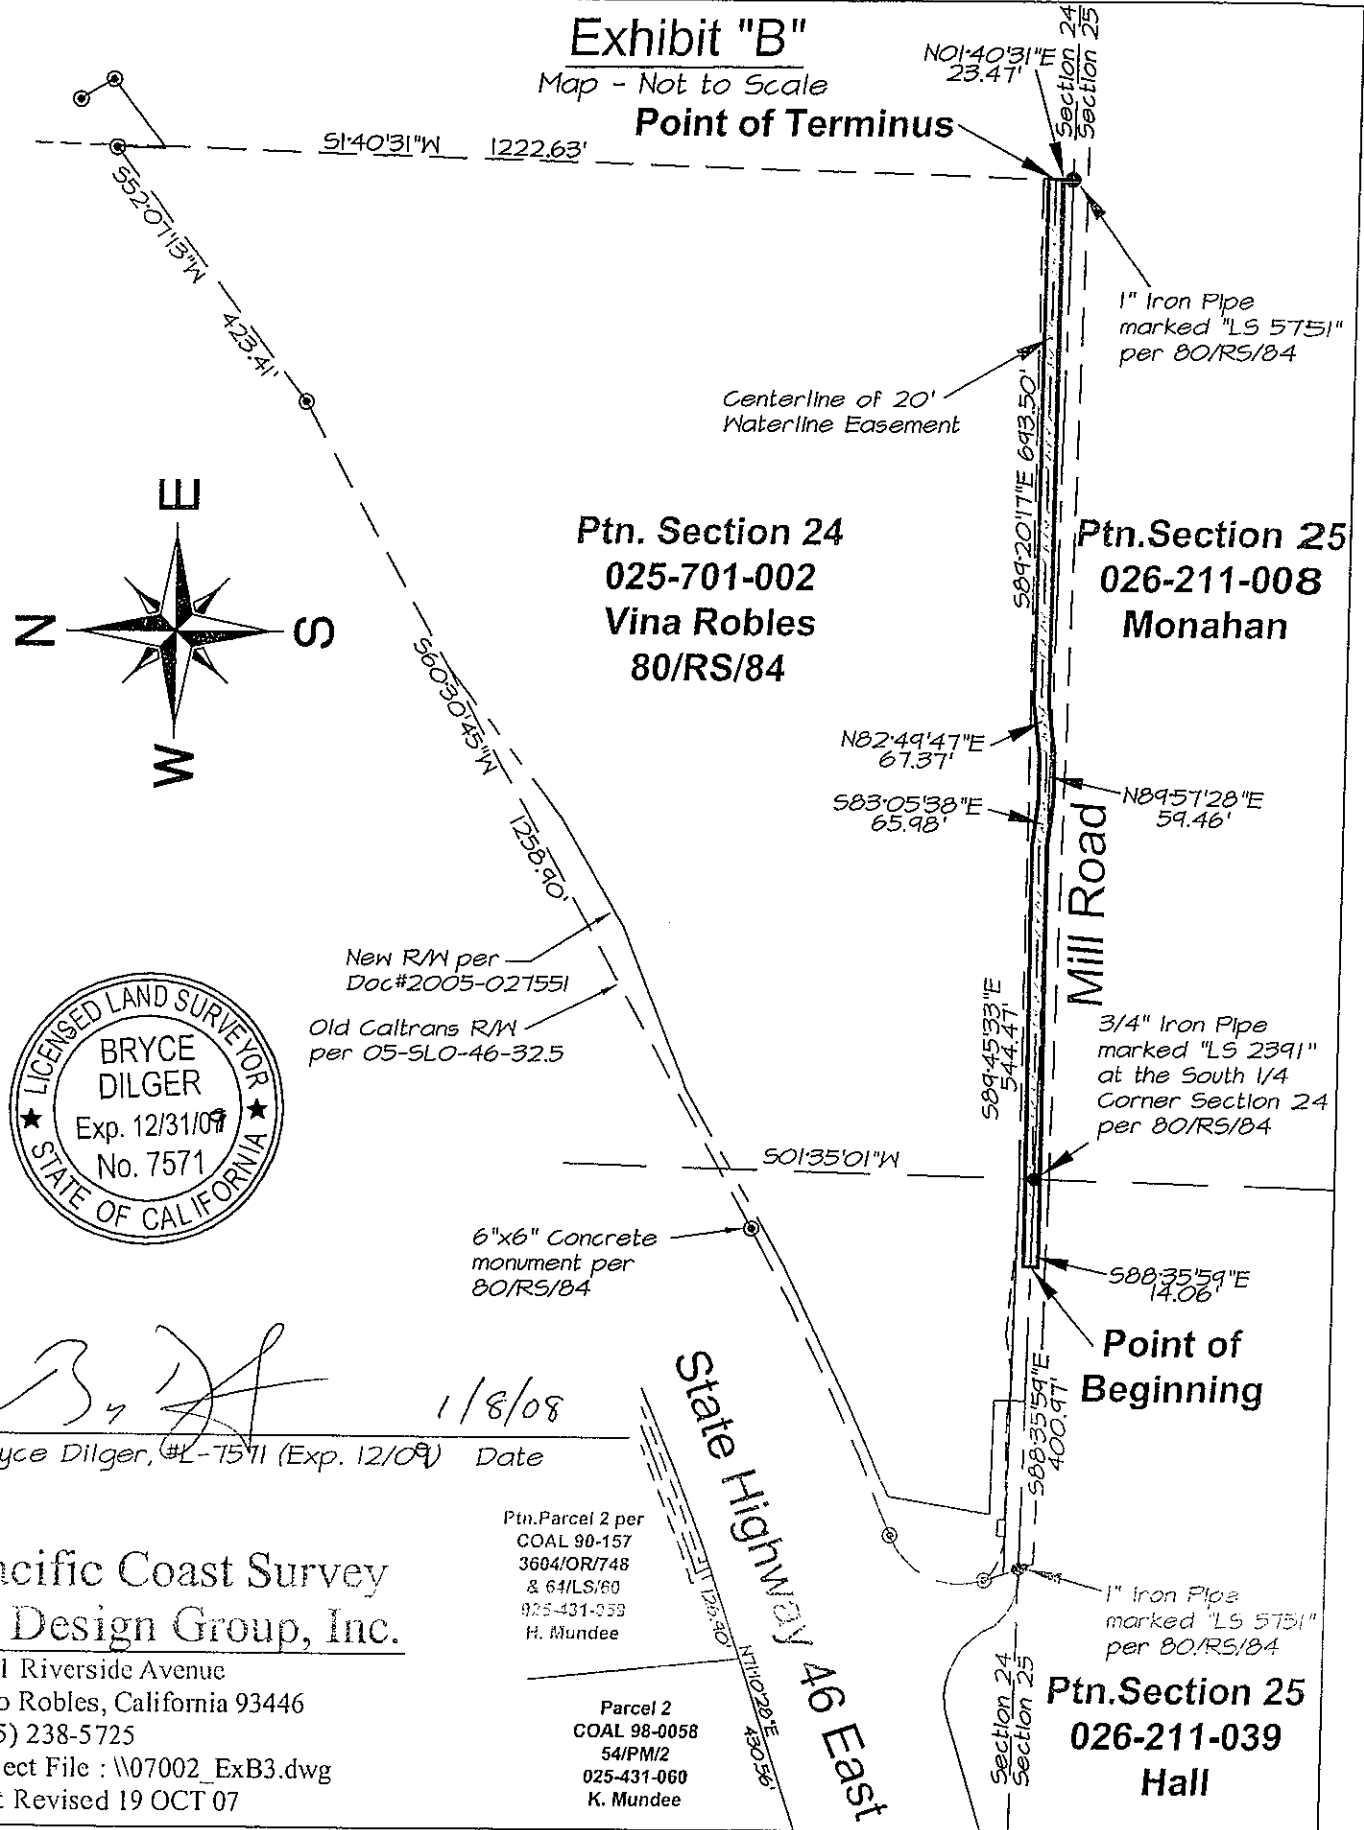 Exhibit "B"
Map - Not to Scale
Point of Terminus
N01°40'31"E
23.47'
Section 24
Section 25
S1°40'31"W 1222.63'
S52°07'13"W
423.41'
1" Iron Pipe
marked "LS 5751"
per 80/RS/84
Centerline of 20'
Waterline Easement
S89°20'17"E 693.50'
E
N
S
W
Ptn. Section 24
025-701-002
Vina Robles
80/RS/84
Ptn.Section 25
026-211-008
Monahan
S60°30'45"W
1258.90'
N82°49'47"E
67.37'
S83°05'38"E
65.98'
N89°57'28"E
59.46'
Mill Road
New R/W per
Doc#2005-027551
Old Caltrans R/W
per 05-SLO-46-32.5
LICENSED LAND SURVEYOR
BRYCE
DILGER
Exp. 12/31/09
No. 7571
STATE OF CALIFORNIA
S89°45'33"E
544.47'
3/4" Iron Pipe
marked "LS 2391"
at the South 1/4
Corner Section 24
per 80/RS/84
S01°35'01"W
6"x6" Concrete
monument per
80/RS/84
S88°35'59"E
14.06'
Point of
Beginning
S88°35'59"E
400.97'
1/8/08
yce Dilger, #L-7571 (Exp. 12/09) Date
State Highway 46 East
Ptn.Parcel 2 per
COAL 90-157
3604/OR/748
& 64/LS/60
025-431-059
H. Mundee
126.90'
N71°10'28"E
430.56'
1" Iron Pipe
marked "LS 5751"
per 80/RS/84
Section 24
Section 25
Ptn.Section 25
026-211-039
Hall
Parcel 2
COAL 98-0058
54/PM/2
025-431-060
K. Mundee
acific Coast Survey
Design Group, Inc.
1 Riverside Avenue
o Robles, California 93446
5) 238-5725
ect File : \\07002_ExB3.dwg
t Revised 19 OCT 07